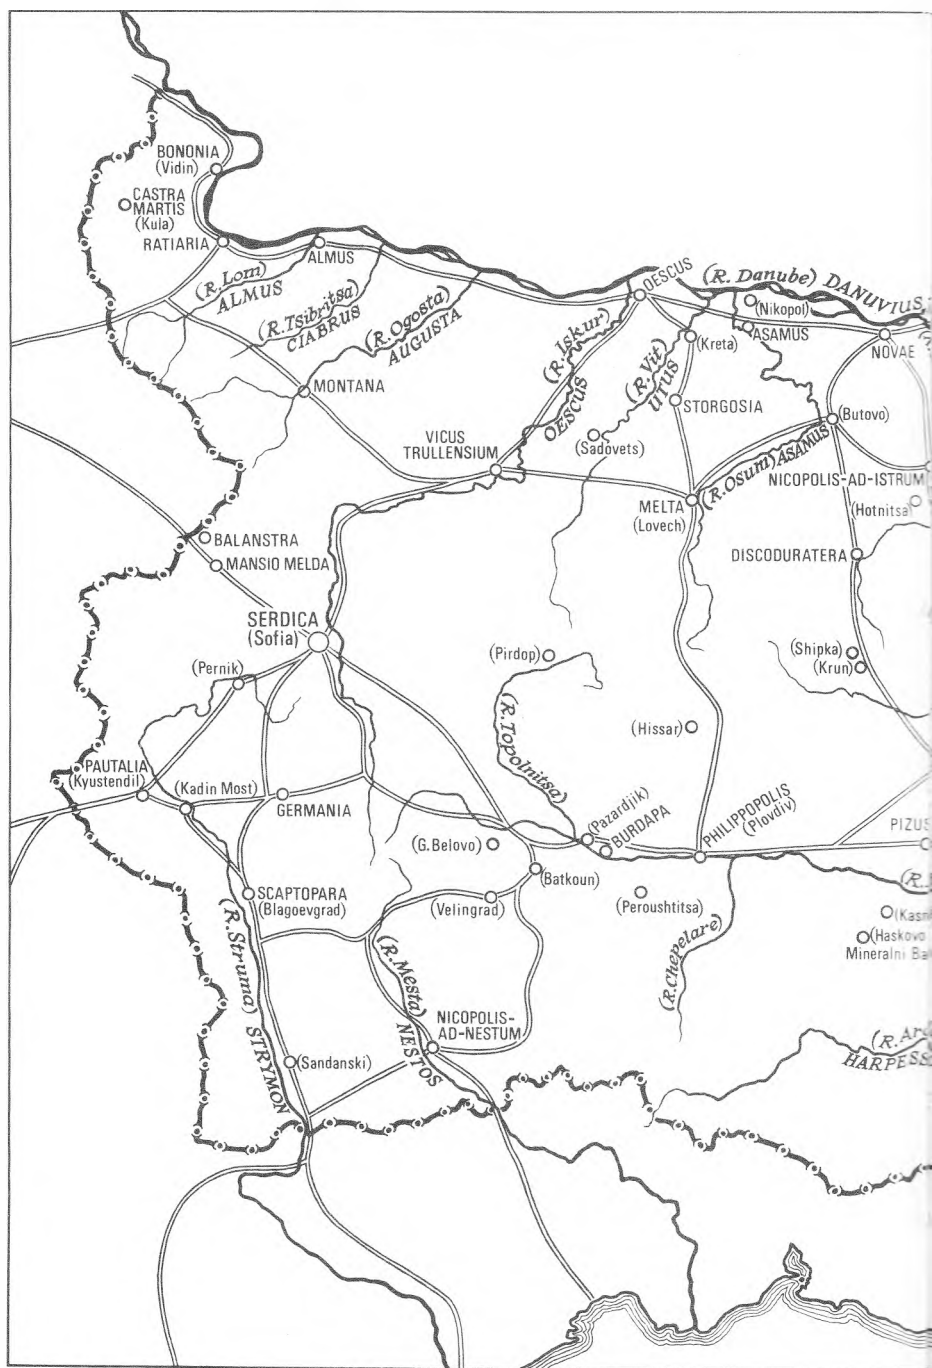 BONONIA
(Vidin)
CASTRA
MARTIS
(Kula)
RATIARIA
ALMUS
(R. Lom)
ALMUS
(R. Tsibritsa)
CIABRUS
(R. Ogosta)
AUGUSTA
OESCUS
(R. Danube) DANUVIUS
(Nikopol)
ASAMUS
NOVAE
(Kreta)
(R. Iskur)
OESCUS
(R. Vit)
UTUS
MONTANA
STORGOSIA
(Butovo)
VICUS
TRULLENSIUM
(Sadovets)
(R. Osum) ASAMUS
NICOPOLIS-AD-ISTRUM
MELTA
(Lovech)
(Hotnitsa)
BALANSTRA
MANSIO MELDA
DISCODURATERA
SERDICA
(Sofia)
(Pernik)
(Pirdop)
(Shipka)
(Krun)
(R. Topolnitsa)
(Hissar)
PAUTALIA
(Kyustendil)
(Kadin Most)
GERMANIA
(Pazardjik)
BURDAPA
PHILIPPOPOLIS
(Plovdiv)
PIZUS
(G. Belovo)
(Batkoun)
SCAPTOPARA
(Blagoevgrad)
(Velingrad)
(Peroushtitsa)
(R. Chepelare)
(Haskovo
Mineralni
(R. Struma) STRYMON
(R. Mesta)
NESTOS
NICOPOLIS-
AD-NESTUM
(Sandanski)